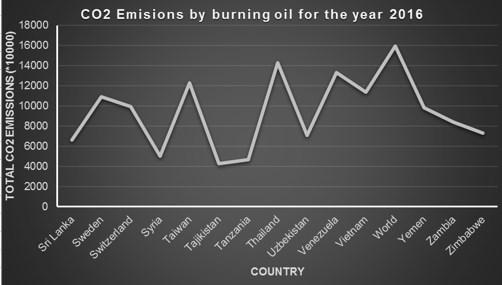 CO2 Emisions by burning oil for the year 2016
TOTAL CO2 EMISSIONS (*10000)
18000
16000
14000
12000
10000
8000
6000
4000
2000
0
Sri Lanka
Sweden
Switzerland
Syria
Taiwan
Tajikistan
Tanzania
Thailand
Uzbekistan
Venezuela
Vietnam
World
Yemen
Zambia
Zimbabwe
COUNTRY